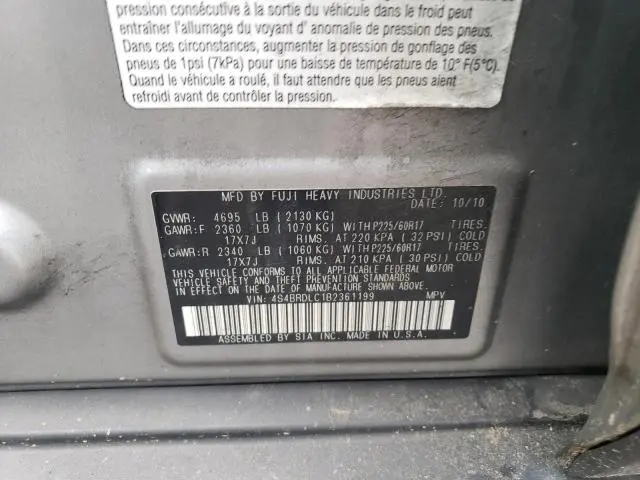 pression consécutive à la sortie du véhicule dans le froid peut
entraîner l'allumage du voyant d' anomalie de pression des pneus.
Dans ces circonstances, augmenter la pression de gonflage des
pneus de 1psi (7kPa) pour une baisse de température de 10° F(5°C).
Quand le véhicule a roulé, il faut attendre que les pneus aient
refroidi avant de contrôler la pression.
MFD BY FUJI HEAVY INDUSTRIES LTD.
DATE: 10/10
GVWR: 4695 LB (2130 KG)
GAWR:F 2360 LB (1070 KG) WITH P225/60R17 TIRES.
17X7J RIMS. AT 220 KPA (32 PSI) COLD
GAWR:R 2340 LB (1060 KG) WITH P225/60R17 TIRES.
17X7J RIMS. AT 210 KPA (30 PSI) COLD
THIS VEHICLE CONFORMS TO ALL APPLICABLE FEDERAL MOTOR
VEHICLE SAFETY AND THEFT PREVENTION STANDARDS
IN EFFECT ON THE DATE OF MANUFACTURE SHOWN ABOVE.
VIN: 4S4BRDLC1B2361199 MPV
ASSEMBLED BY SIA INC. MADE IN U.S.A.